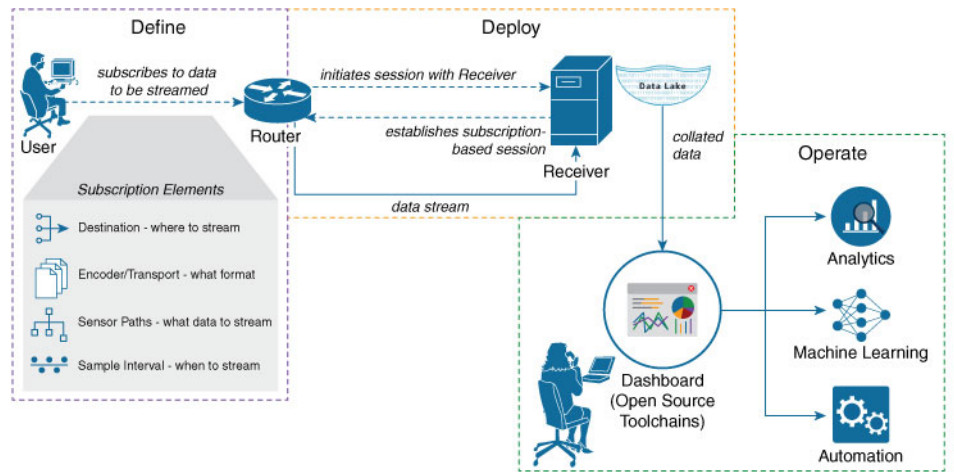 Define
Deploy
subscribes to data
to be streamed
User
Router
initiates session with Receiver
establishes subscription-
based session
Receiver
Data Lake
data stream
collated
data
Subscription Elements
Destination - where to stream
Encoder/Transport - what format
Sensor Paths - what data to stream
Sample Interval - when to stream
Operate
Analytics
Machine Learning
Automation
Dashboard
(Open Source
Toolchains)